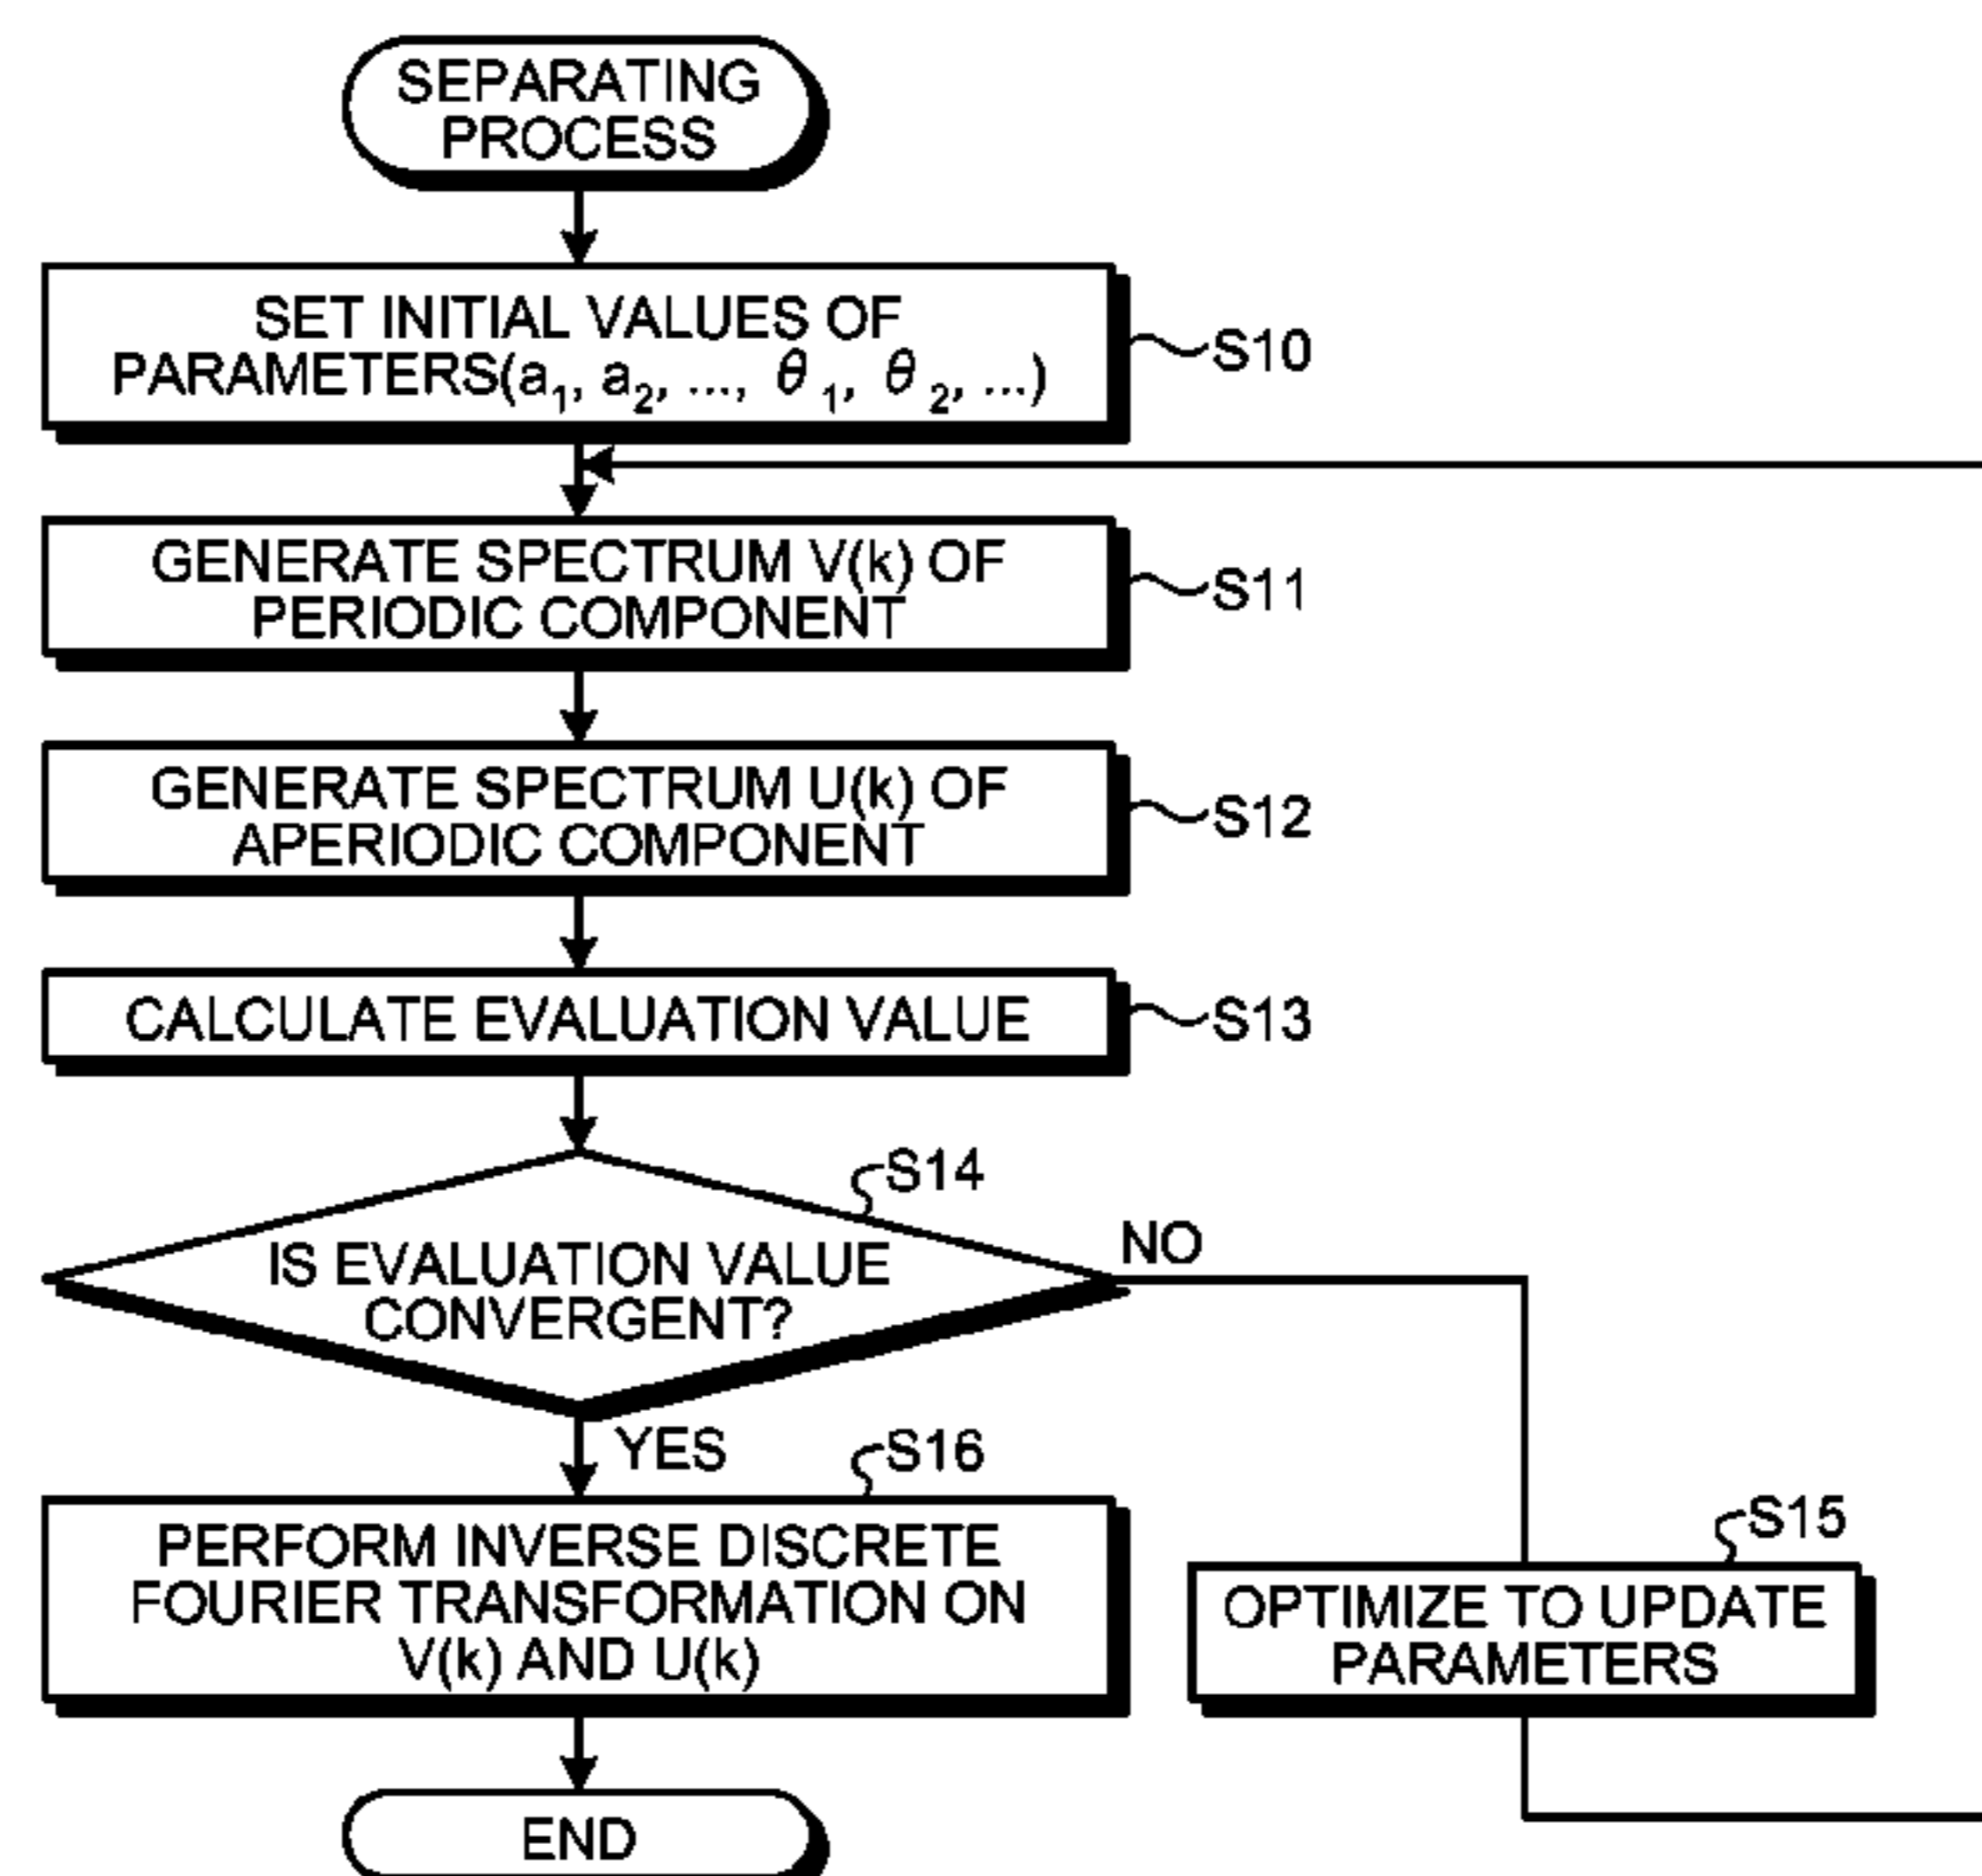 SEPARATING
PROCESS
SET INITIAL VALUES OF
PARAMETERS(a₁, a₂, ..., θ₁, θ₂, ...)
S10
GENERATE SPECTRUM V(k) OF
PERIODIC COMPONENT
S11
GENERATE SPECTRUM U(k) OF
APERIODIC COMPONENT
S12
CALCULATE EVALUATION VALUE
S13
S14
IS EVALUATION VALUE
CONVERGENT?
NO
YES
S16
PERFORM INVERSE DISCRETE
FOURIER TRANSFORMATION ON
V(k) AND U(k)
S15
OPTIMIZE TO UPDATE
PARAMETERS
END